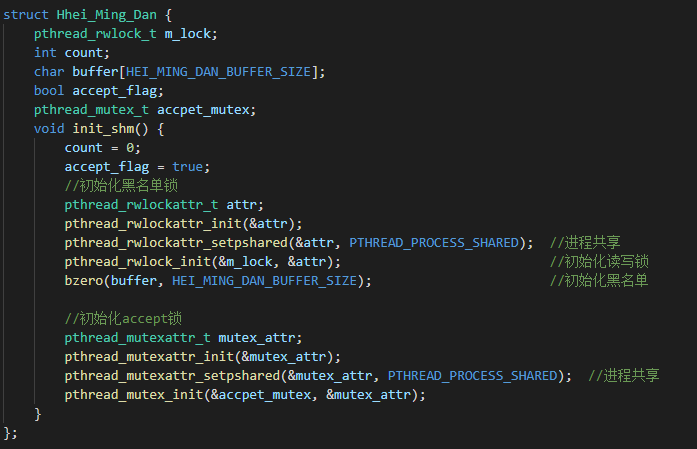 struct Hhei_Ming_Dan {
    pthread_rwlock_t m_lock;
    int count;
    char buffer[HEI_MING_DAN_BUFFER_SIZE];
    bool accept_flag;
    pthread_mutex_t accpet_mutex;
    void init_shm() {
        count = 0;
        accept_flag = true;
        //初始化黑名单锁
        pthread_rwlockattr_t attr;
        pthread_rwlockattr_init(&attr);
        pthread_rwlockattr_setpshared(&attr, PTHREAD_PROCESS_SHARED);  //进程共享
        pthread_rwlock_init(&m_lock, &attr);                           //初始化读写锁
        bzero(buffer, HEI_MING_DAN_BUFFER_SIZE);                       //初始化黑名单

        //初始化accept锁
        pthread_mutexattr_t mutex_attr;
        pthread_mutexattr_init(&mutex_attr);
        pthread_mutexattr_setpshared(&mutex_attr, PTHREAD_PROCESS_SHARED);  //进程共享
        pthread_mutex_init(&accpet_mutex, &mutex_attr);
    }
};